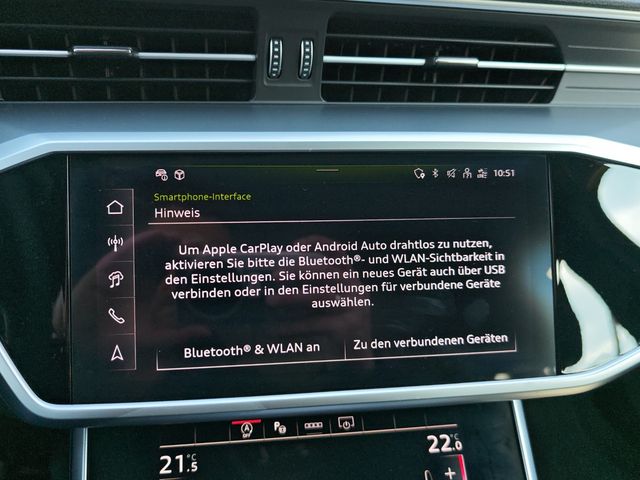 10:51
Smartphone-Interface
Hinweis
Um Apple CarPlay oder Android Auto drahtlos zu nutzen,
aktivieren Sie bitte die Bluetooth®- und WLAN-Sichtbarkeit in
den Einstellungen. Sie können ein neues Gerät auch über USB
verbinden oder in den Einstellungen für verbundene Geräte
auswählen.
Bluetooth® & WLAN an
Zu den verbundenen Geräten
A OFF
P
21.5 °C
22.0 °C
+